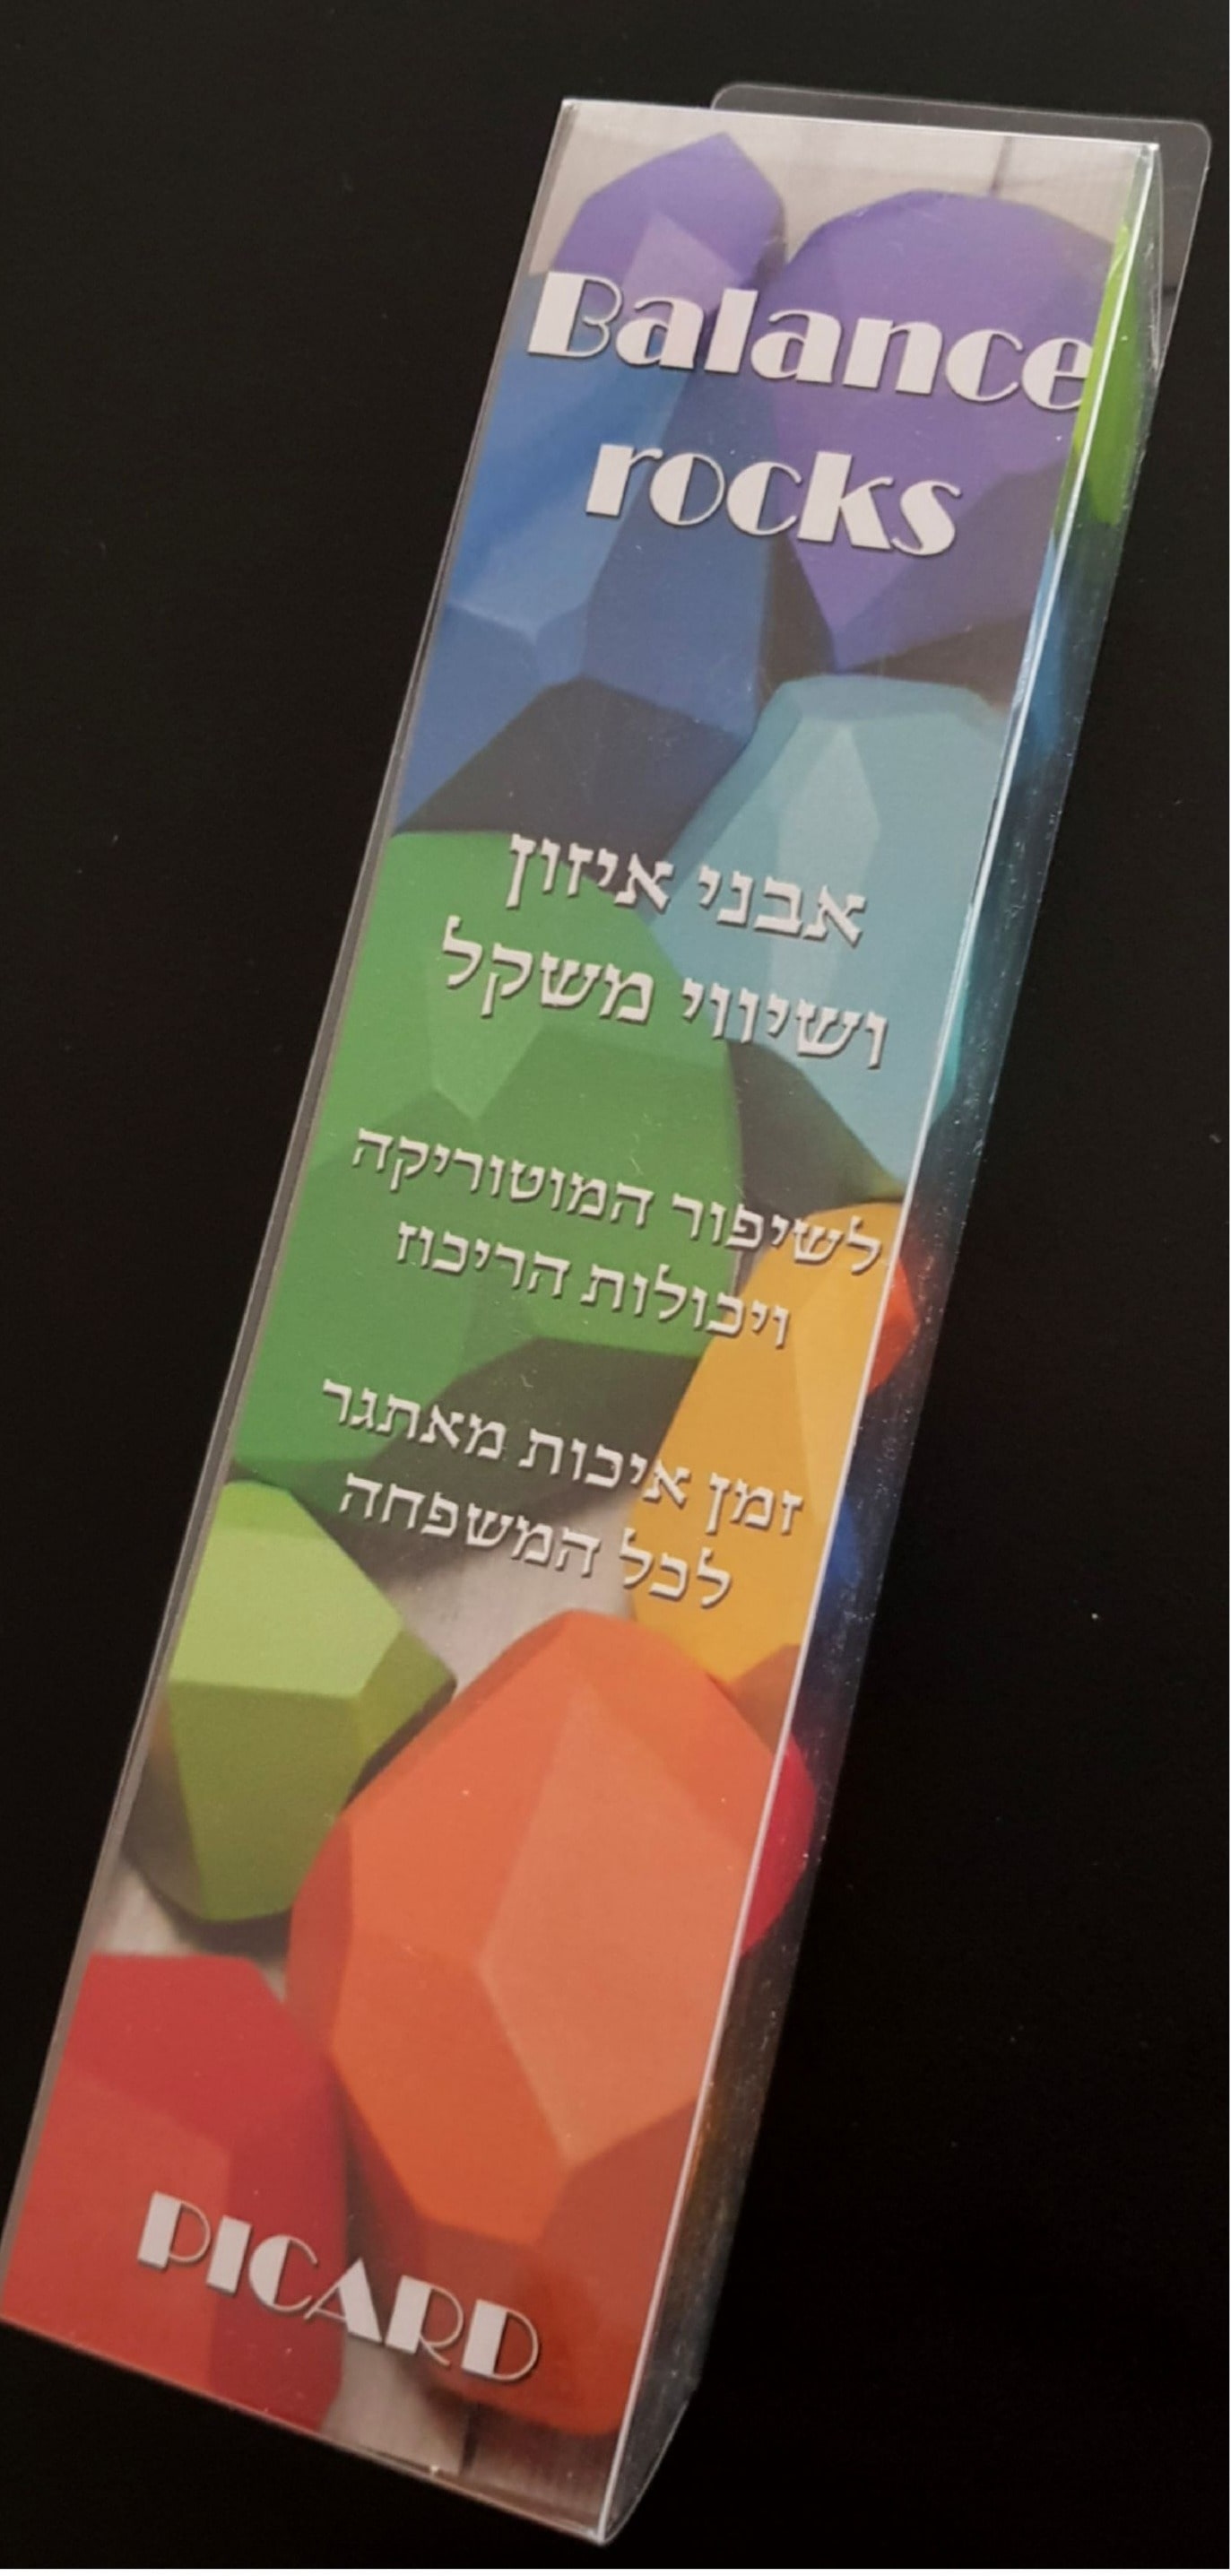 Balance
rocks
אבני איזון
ושיווי משקל
לשיפור המוטוריקה
ויכולות הריכוז
זמן איכות מאתגר
לכל המשפחה
PICARD